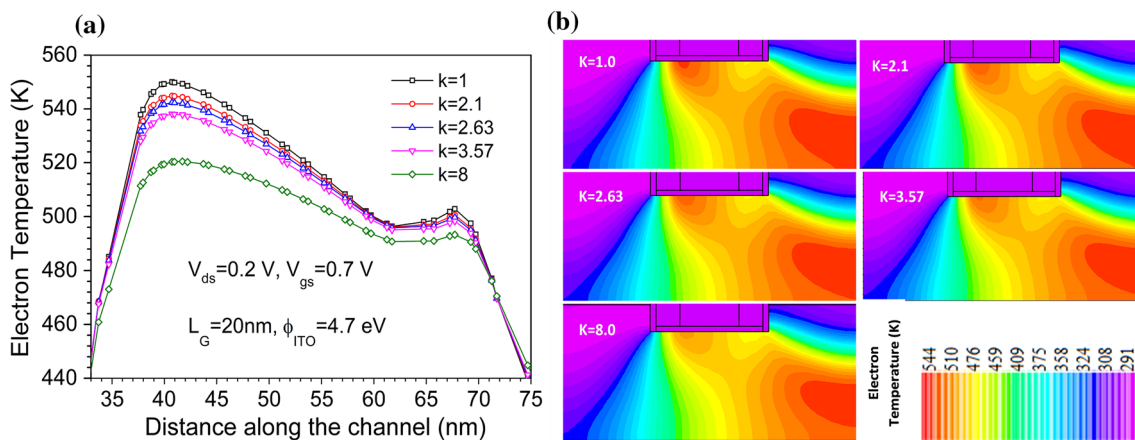 (a)
560
540
520
500
480
460
440
Electron Temperature (K)
k=1
k=2.1
k=2.63
k=3.57
k=8
V_ds=0.2 V, V_gs=0.7 V
L_G=20nm, ϕ_ITO=4.7 eV
35 40 45 50 55 60 65 70 75
Distance along the channel (nm)
(b)
K=1.0
K=2.1
K=2.63
K=3.57
K=8.0
Electron
Temperature (K)
544 510 476 459 409 375 358 324 308 291